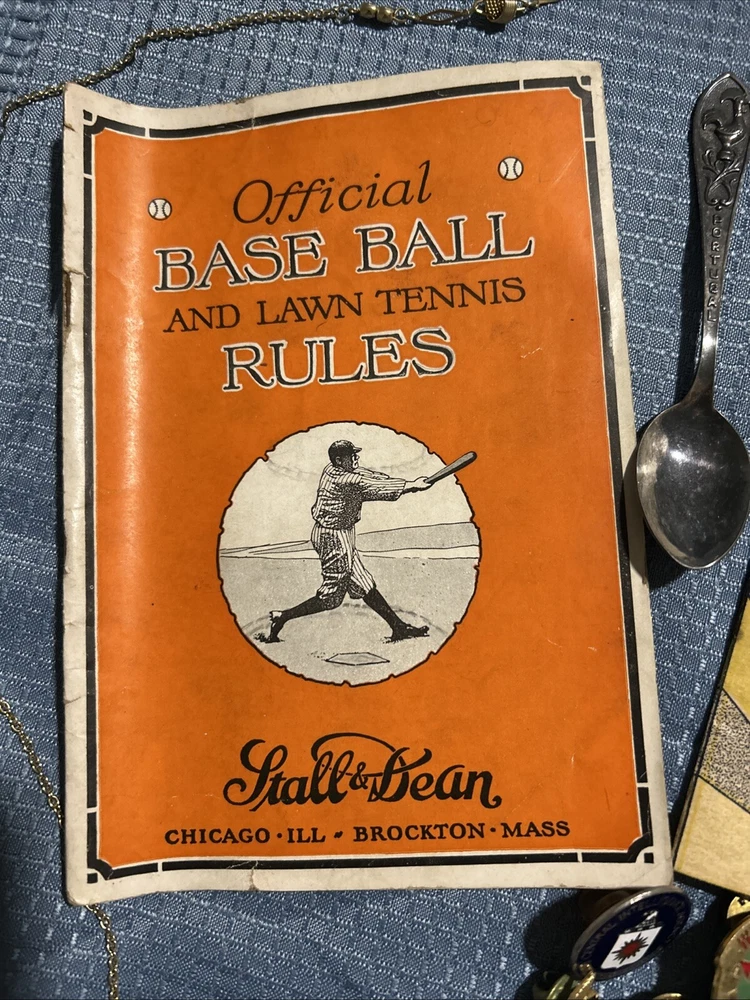 Official
BASE BALL
AND LAWN TENNIS
RULES
Stall & Dean
CHICAGO · ILL - BROCKTON · MASS
PORTUGAL